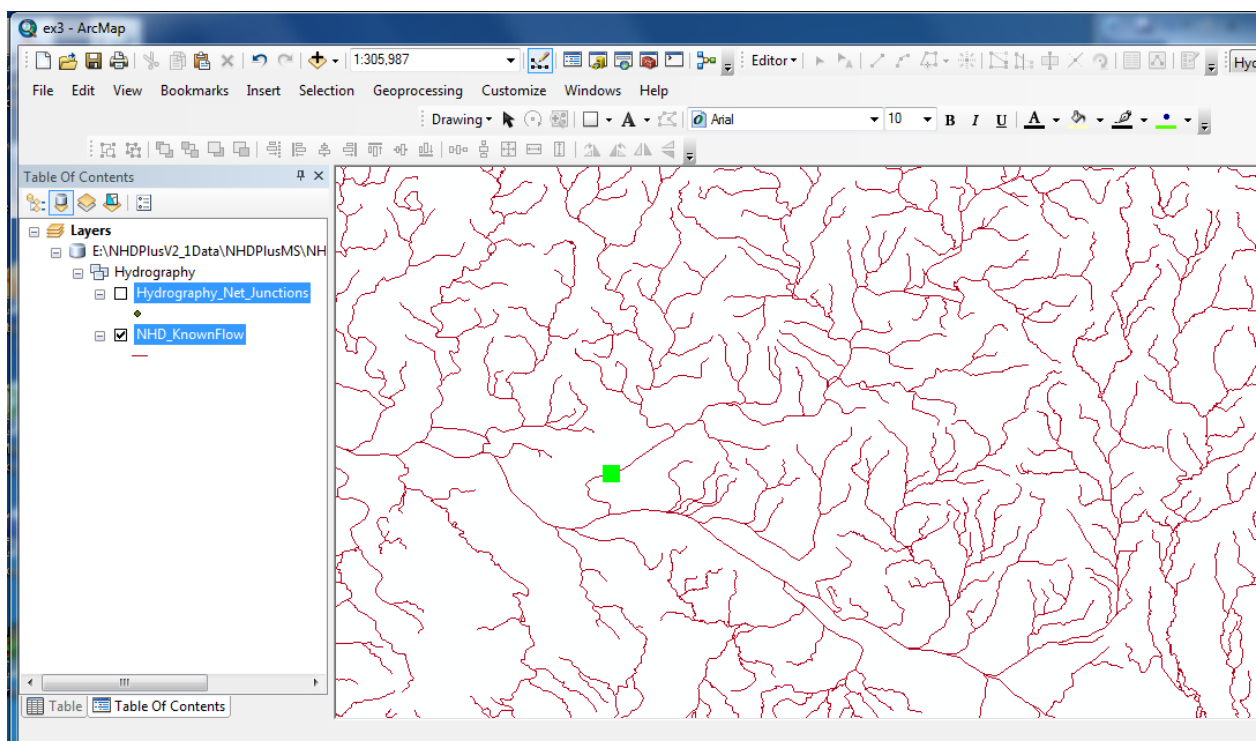 ex3 - ArcMap
1:305,987 Editor
File Edit View Bookmarks Insert Selection Geoprocessing Customize Windows Help
Drawing A Arial 10 B I U A
Table Of Contents
Layers
E:\NHDPlusV2_1Data\NHDPlusMS\NH
Hydrography
Hydrography_Net_Junctions
NHD_KnownFlow
Table Table Of Contents